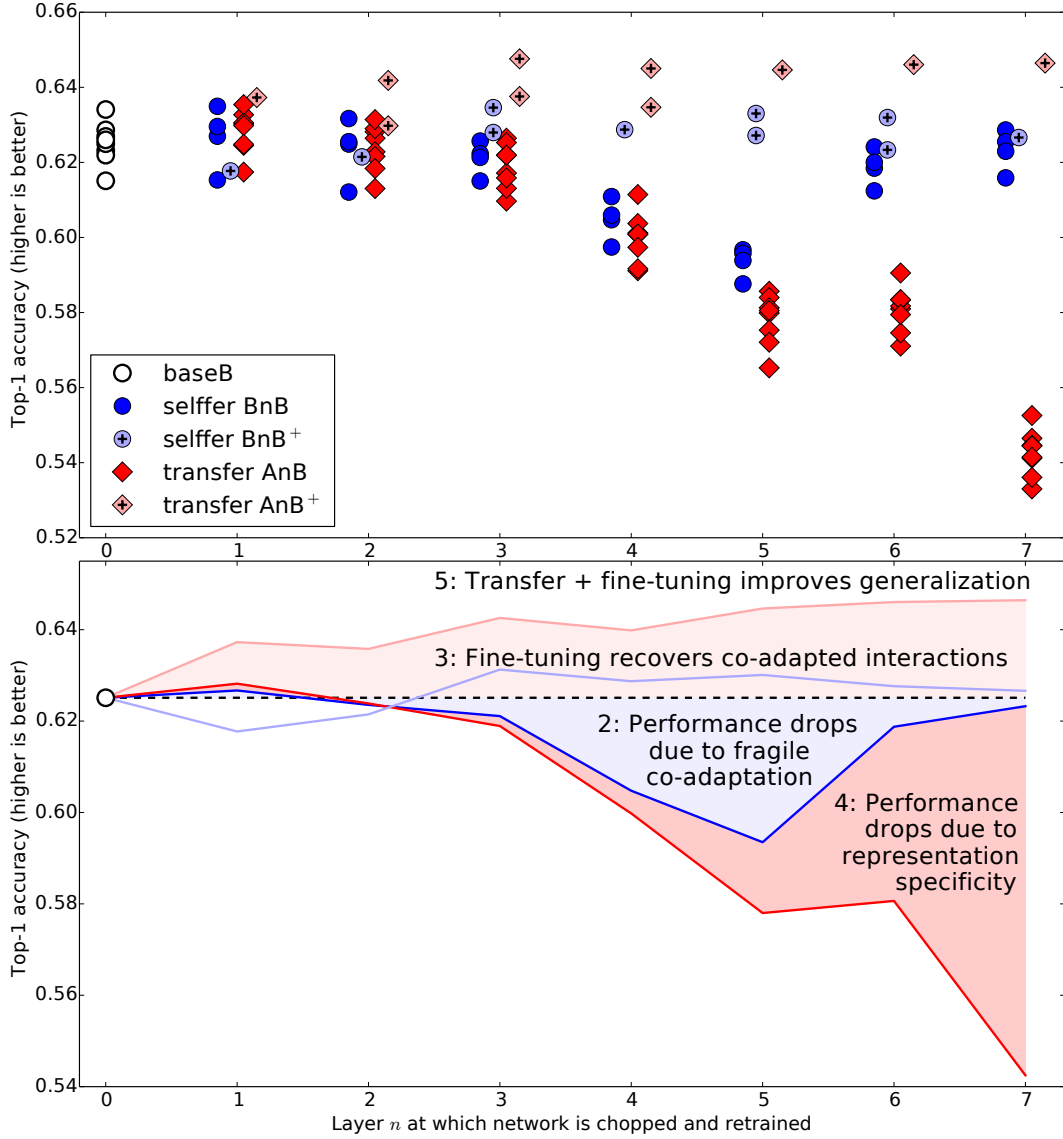 0.66
0.64
0.62
0.60
0.58
0.56
0.54
0.52
Top-1 accuracy (higher is better)
baseB
selffer BnB
selffer BnB⁺
transfer AnB
transfer AnB⁺
0 1 2 3 4 5 6 7
5: Transfer + fine-tuning improves generalization
3: Fine-tuning recovers co-adapted interactions
2: Performance drops
due to fragile
co-adaptation
4: Performance
drops due to
representation
specificity
0.64
0.62
0.60
0.58
0.56
0.54
Top-1 accuracy (higher is better)
0 1 2 3 4 5 6 7
Layer n at which network is chopped and retrained